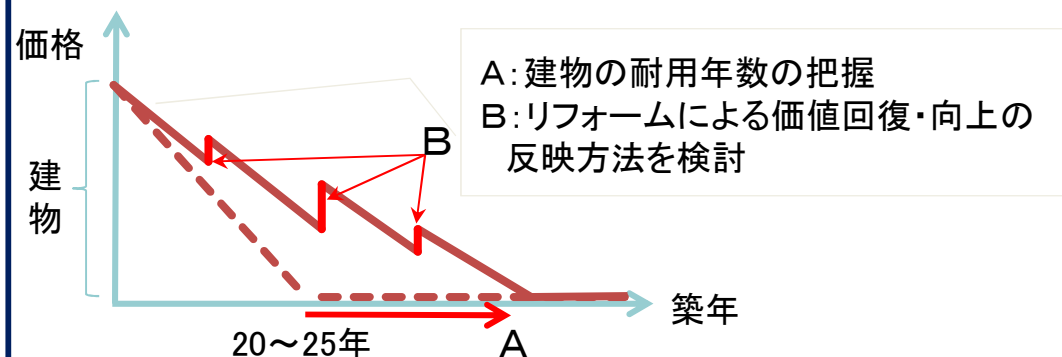 価格
A:建物の耐用年数の把握
B:リフォームによる価値回復・向上の
反映方法を検討
B
建
物
築年
20~25年
A